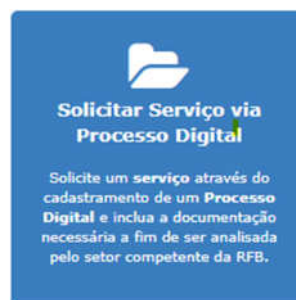 Solicitar Serviço via
Processo Digital
Solicite um serviço através do
cadastramento de um Processo
Digital e inclua a documentação
necessária a fim de ser analisada
pelo setor competente da RFB.